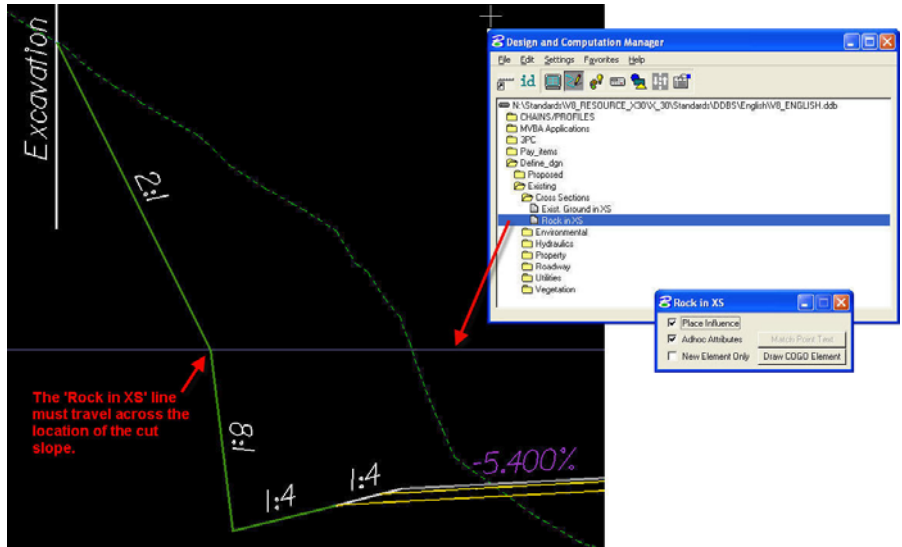 Excavation
2:1
The 'Rock in XS' line
must travel across the
location of the cut
slope.
1:8
1:4
1:4
-5.400%
Design and Computation Manager
File Edit Settings Favorites Help
id
N:\Standards\V8_RESOURCE_X30\X_30\Standards\DDBS\English\V8_ENGLISH.ddb
CHAINS/PROFILES
MVBA Applications
3PC
Pay_items
Define_dgn
Proposed
Existing
Cross Sections
Exist. Ground in XS
Rock in XS
Environmental
Hydraulics
Property
Roadway
Utilities
Vegetation
Rock in XS
Place Influence
Adhoc Attributes
Match Point Text
New Element Only
Draw COGO Element